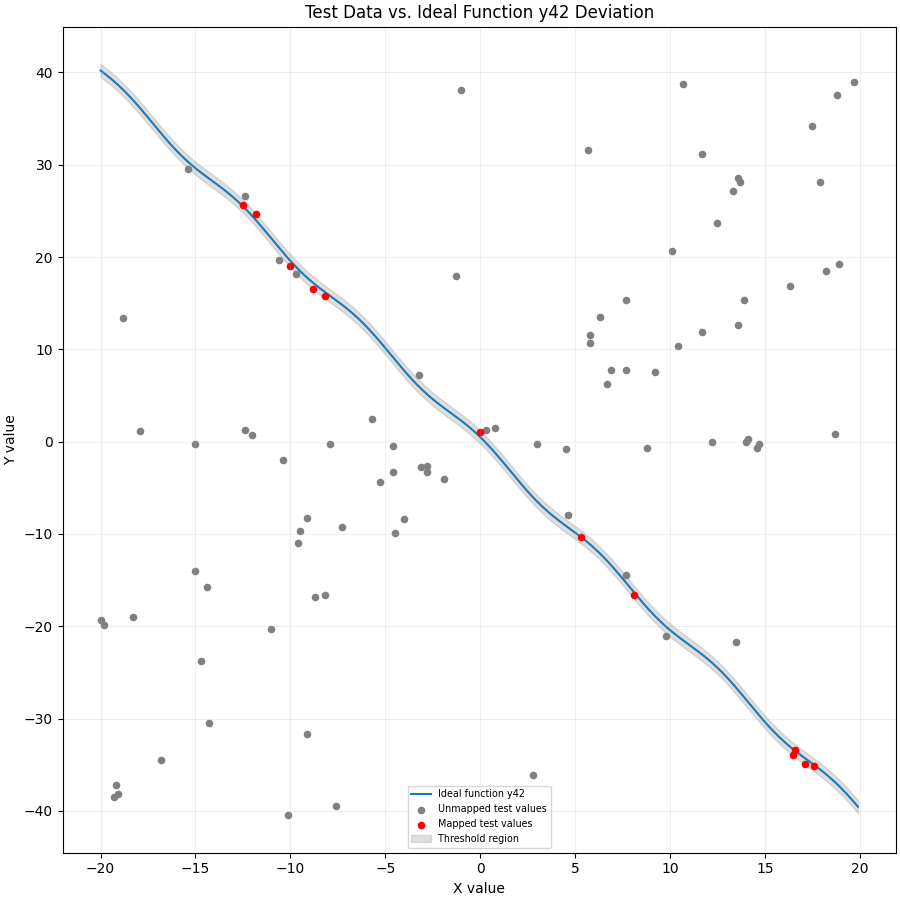 Test Data vs. Ideal Function y42 Deviation
40
30
20
10
0
−10
−20
−30
−40
Y value
Ideal function y42
Unmapped test values
Mapped test values
Threshold region
−20
−15
−10
−5
0
5
10
15
20
X value